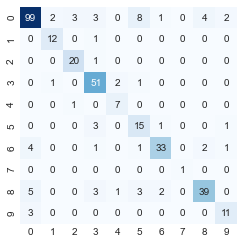 0 99 2 3 3 0 8 1 0 4 2
1 0 12 0 1 0 0 0 0 0 0
2 0 0 20 1 0 0 0 0 0 0
3 0 1 0 51 2 1 0 0 0 0
4 0 0 1 0 7 0 0 0 0 0
5 0 0 0 3 0 15 1 0 0 1
6 4 0 0 1 0 1 33 0 2 1
7 0 0 0 0 0 0 0 1 0 0
8 5 0 0 3 1 3 2 0 39 0
9 3 0 0 0 0 0 0 0 0 11
0 1 2 3 4 5 6 7 8 9